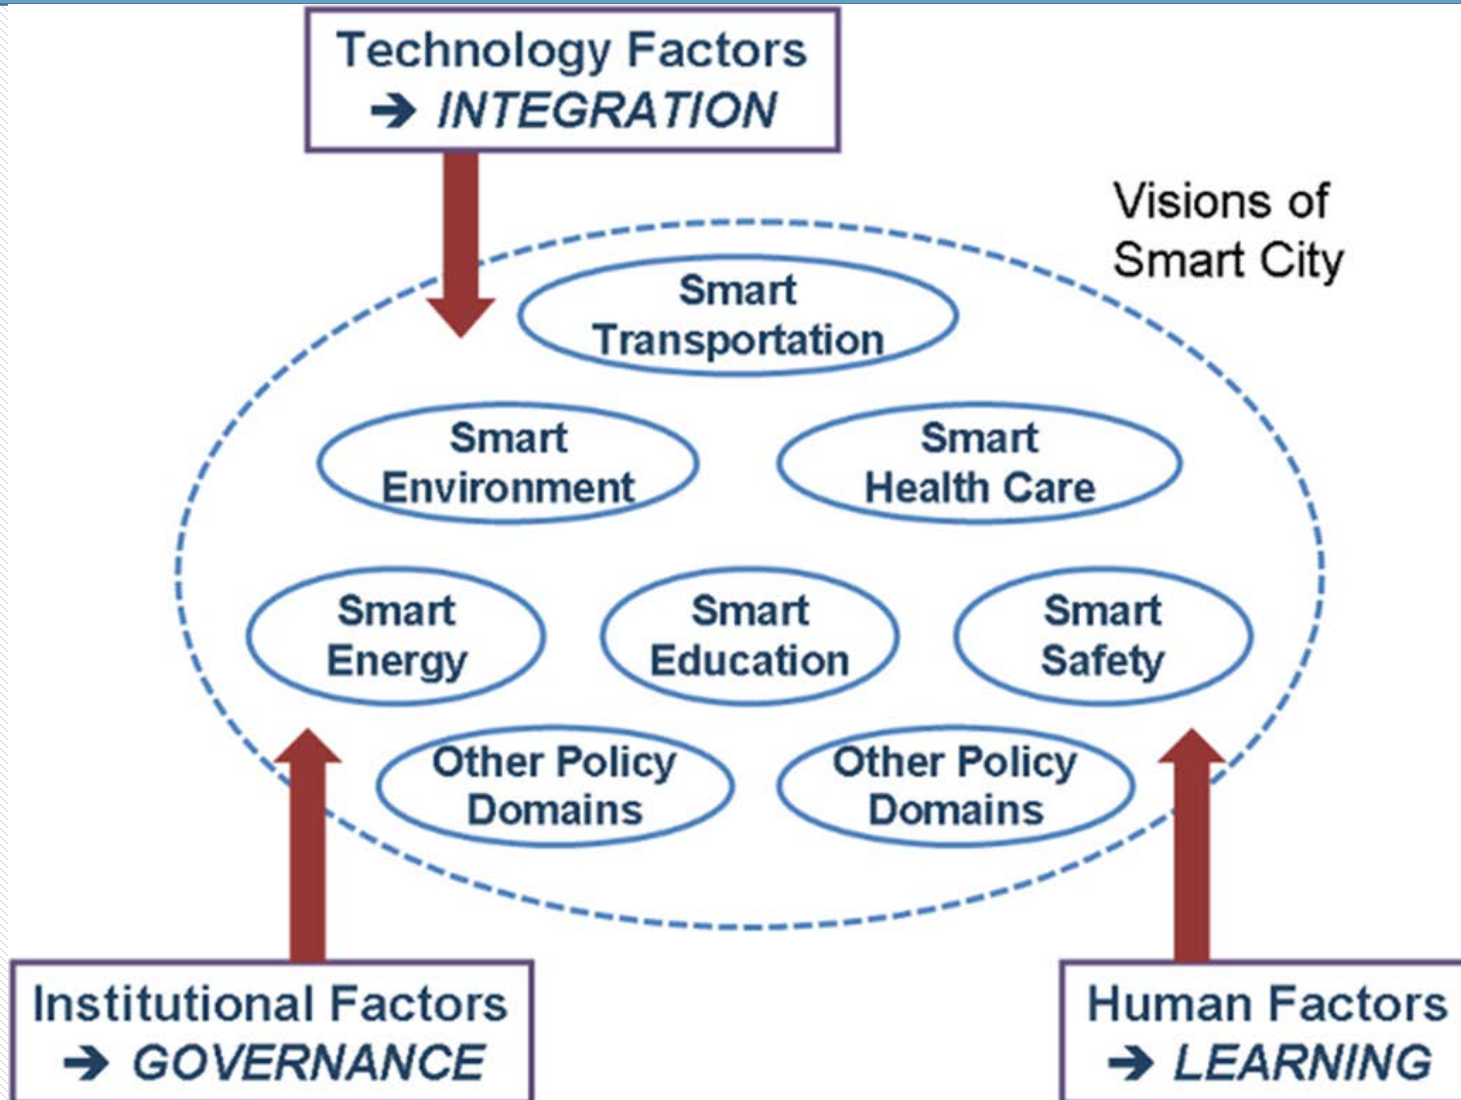 Technology Factors
➔ INTEGRATION
Visions of
Smart City
Smart
Transportation
Smart
Environment
Smart
Health Care
Smart
Energy
Smart
Education
Smart
Safety
Other Policy
Domains
Other Policy
Domains
Institutional Factors
➔ GOVERNANCE
Human Factors
➔ LEARNING